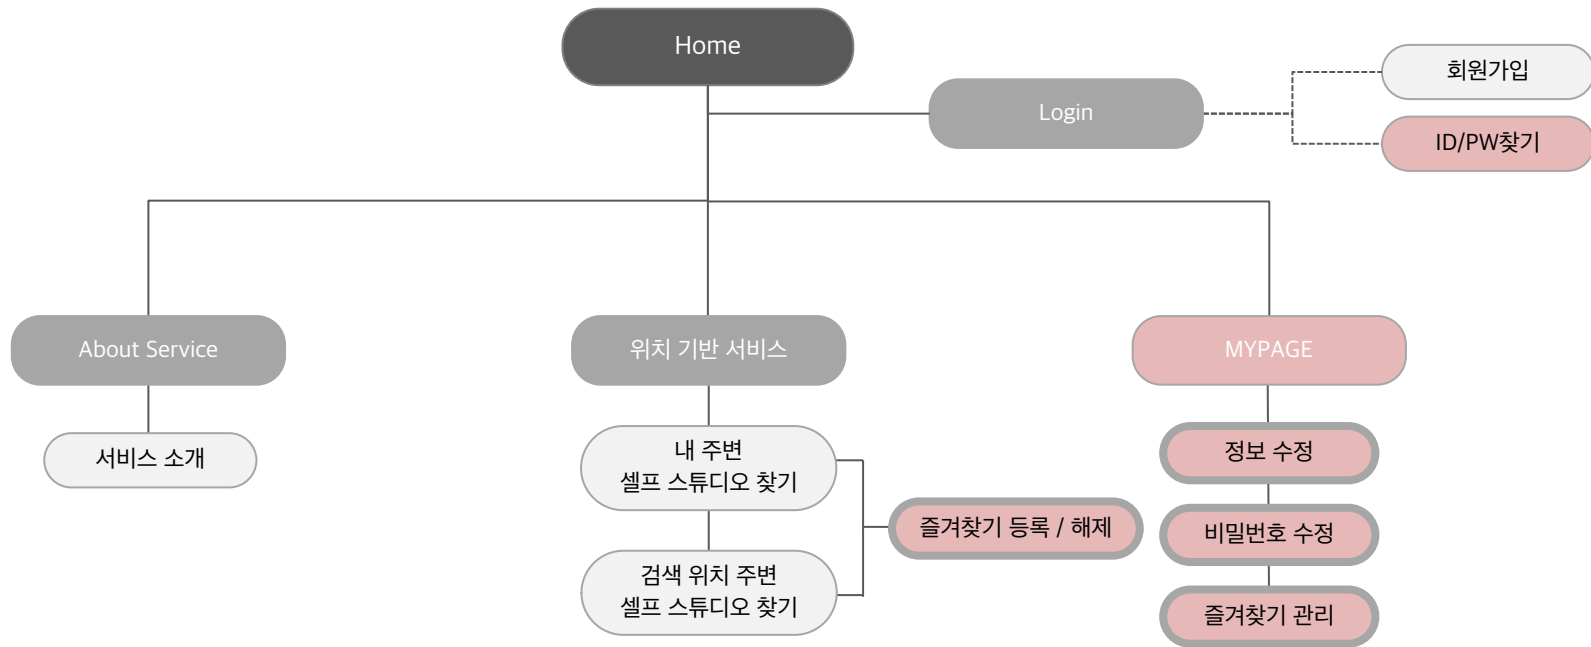 Home
Login
회원가입
ID/PW찾기
About Service
위치 기반 서비스
MYPAGE
서비스 소개
내 주변
셀프 스튜디오 찾기
검색 위치 주변
셀프 스튜디오 찾기
즐겨찾기 등록 / 해제
정보 수정
비밀번호 수정
즐겨찾기 관리